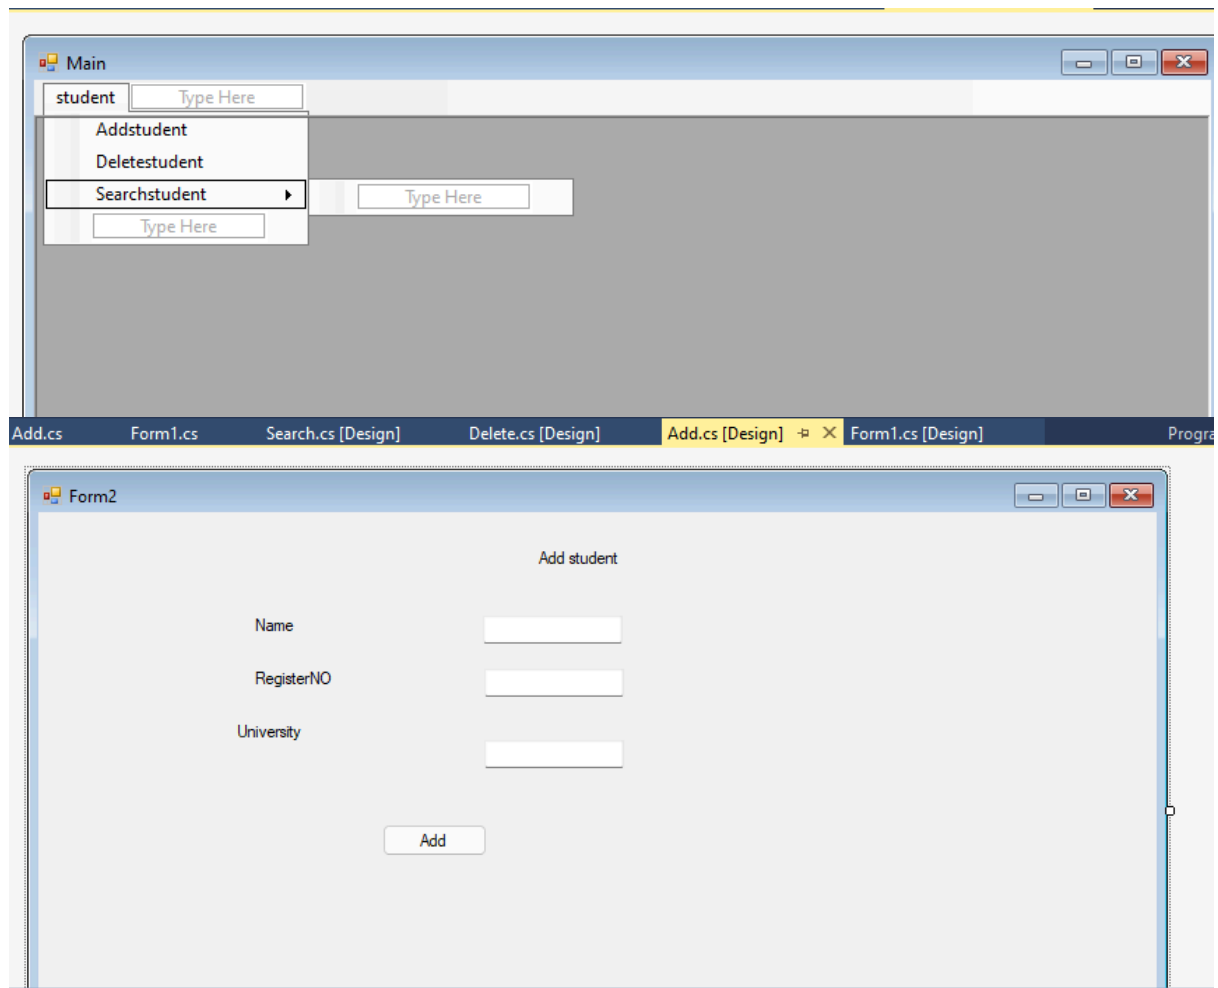 Main
student Type Here
Addstudent
Deletestudent
Searchstudent Type Here
Type Here
Add.cs Form1.cs Search.cs [Design] Delete.cs [Design] Add.cs [Design] Form1.cs [Design] Progra
Form2
Add student
Name
RegisterNO
University
Add